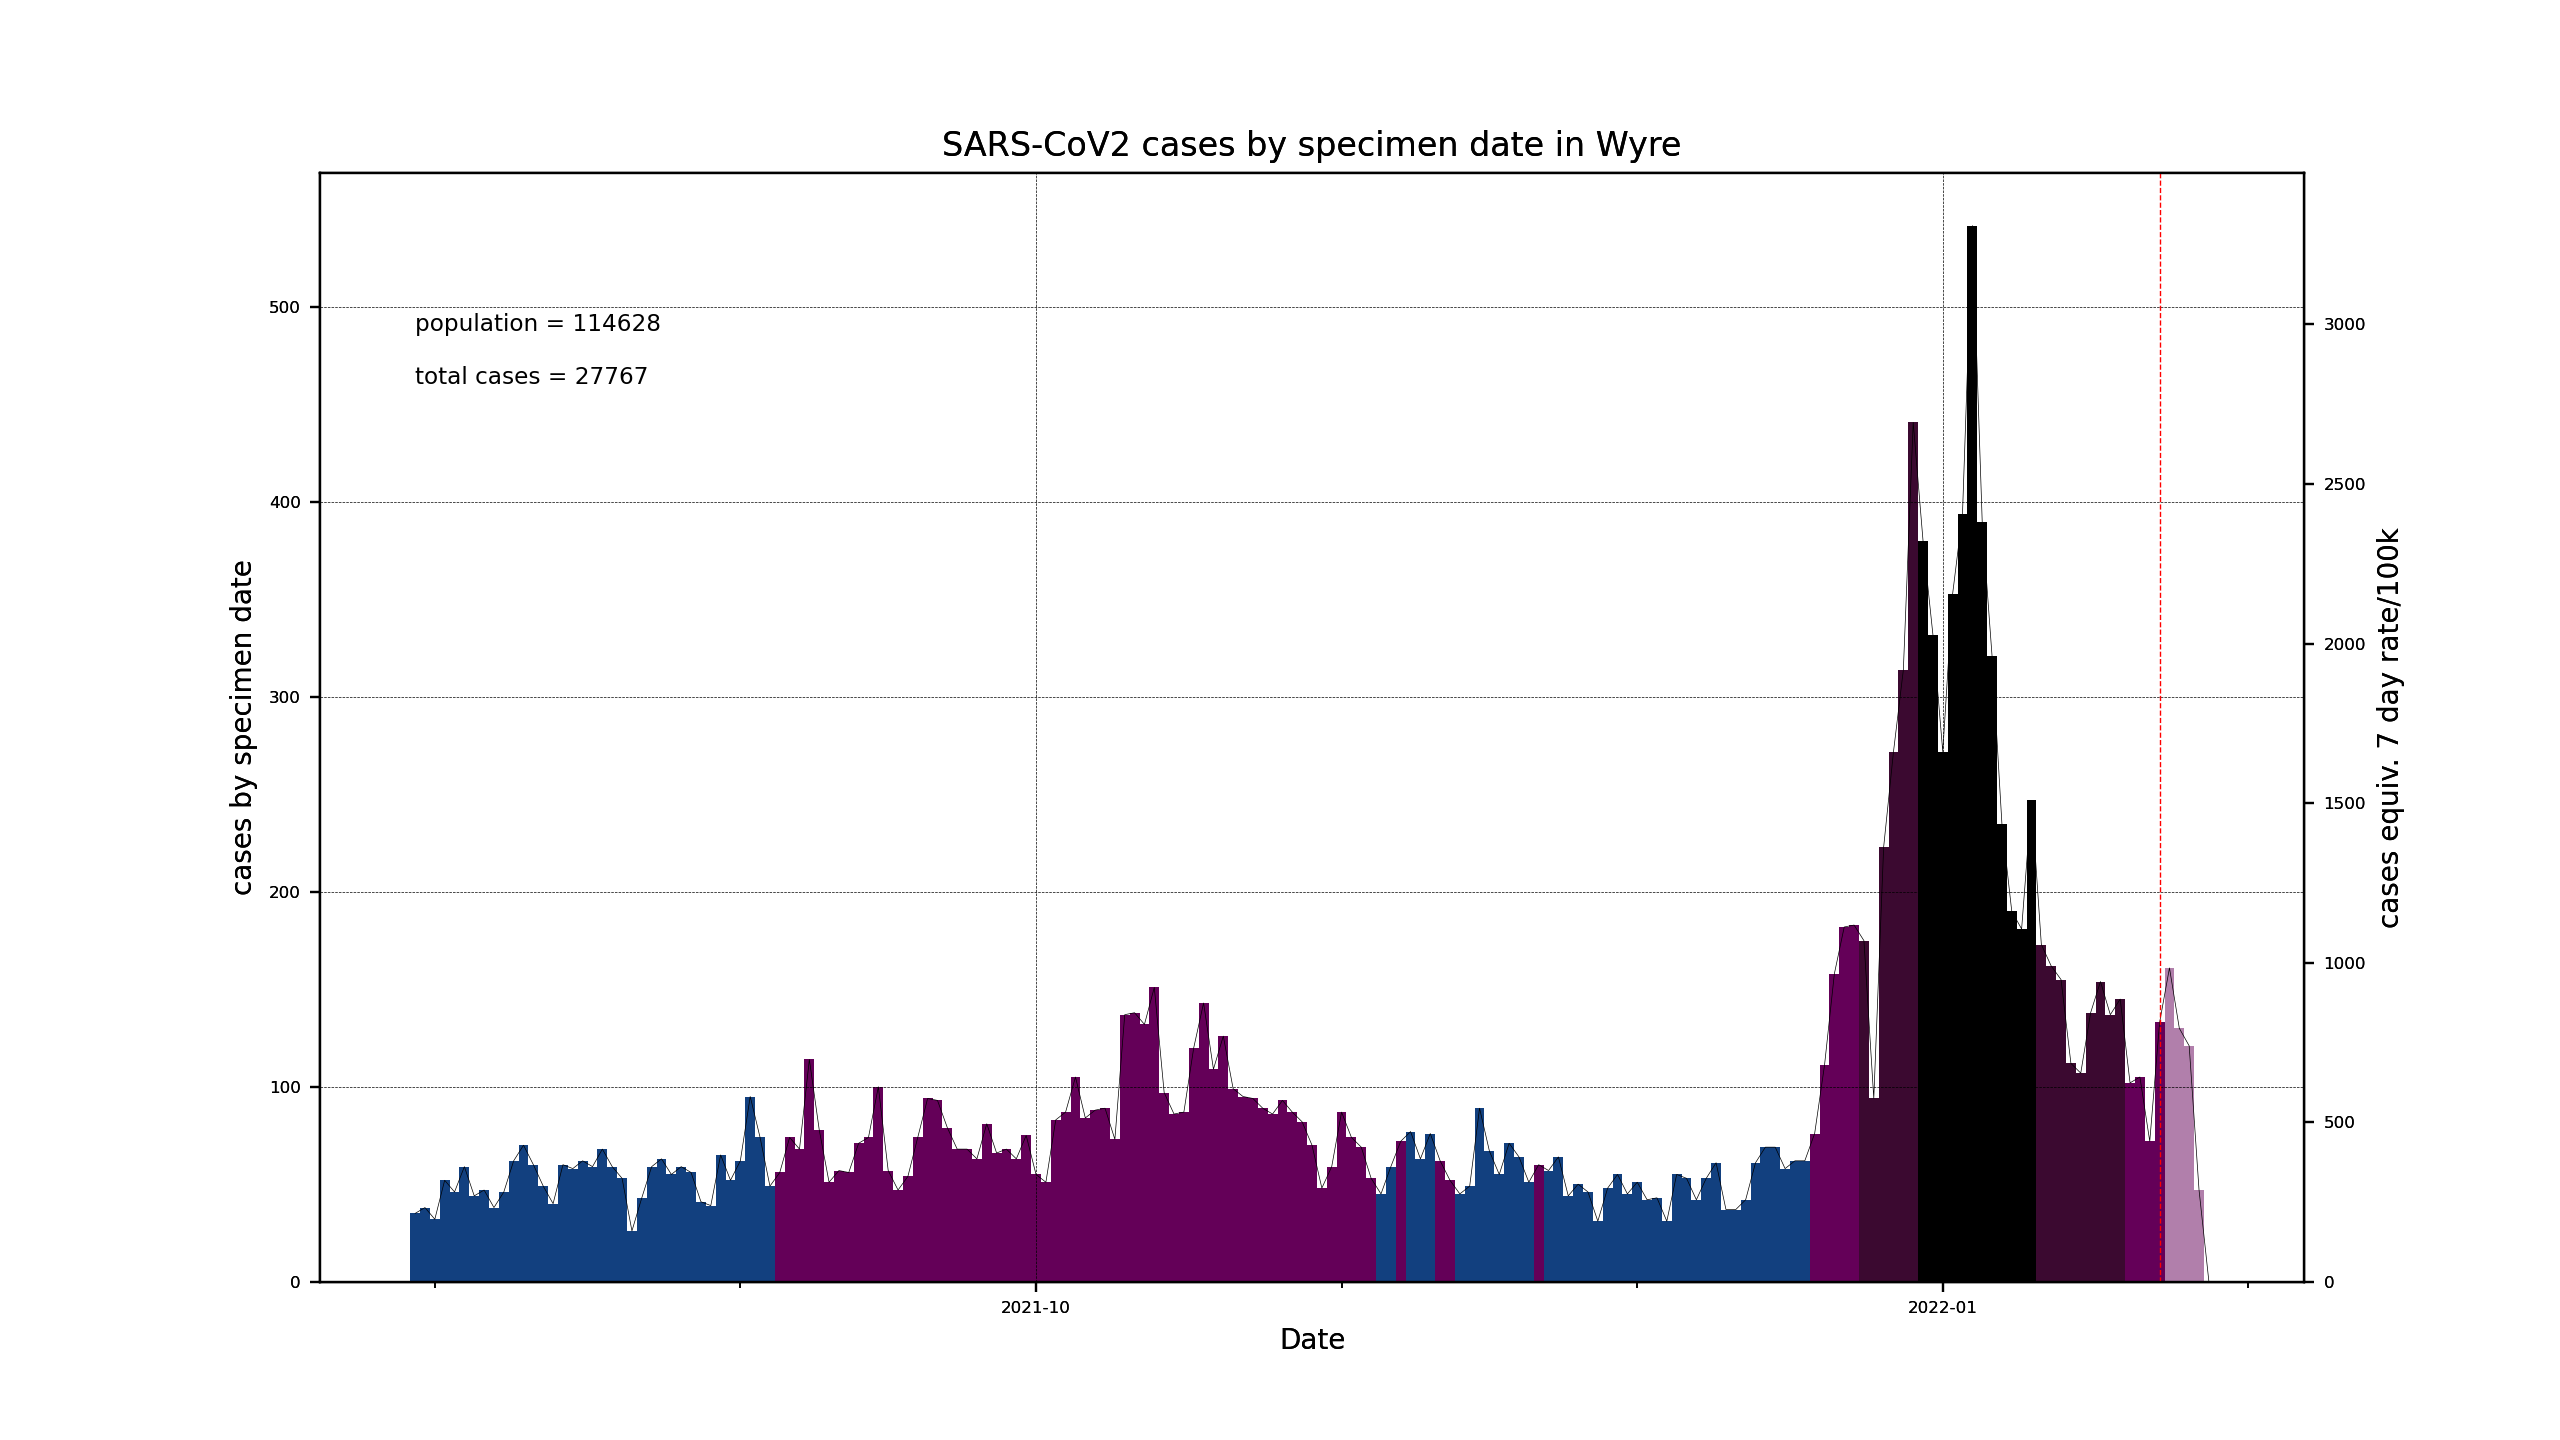 SARS-CoV2 cases by specimen date in Wyre
population = 114628
total cases = 27767
cases by specimen date
500
400
300
200
100
0
3000
2500
2000
1500
1000
500
0
cases equiv. 7 day rate/100k
2021-10
2022-01
Date